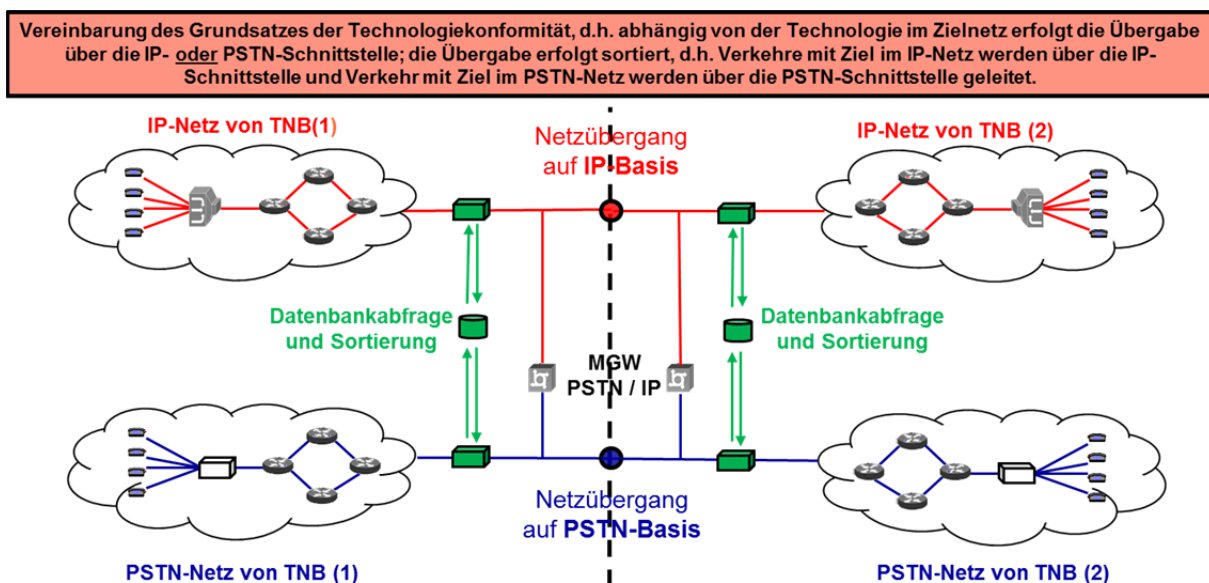 Vereinbarung des Grundsatzes der Technologiekonformität, d.h. abhängig von der Technologie im Zielnetz erfolgt die Übergabe
über die IP- oder PSTN-Schnittstelle; die Übergabe erfolgt sortiert, d.h. Verkehre mit Ziel im IP-Netz werden über die IP-
Schnittstelle und Verkehr mit Ziel im PSTN-Netz werden über die PSTN-Schnittstelle geleitet.
IP-Netz von TNB(1)
Netzübergang
auf IP-Basis
IP-Netz von TNB (2)
Datenbankabfrage
und Sortierung
MGW
PSTN / IP
Datenbankabfrage
und Sortierung
Netzübergang
auf PSTN-Basis
PSTN-Netz von TNB (1)
PSTN-Netz von TNB (2)